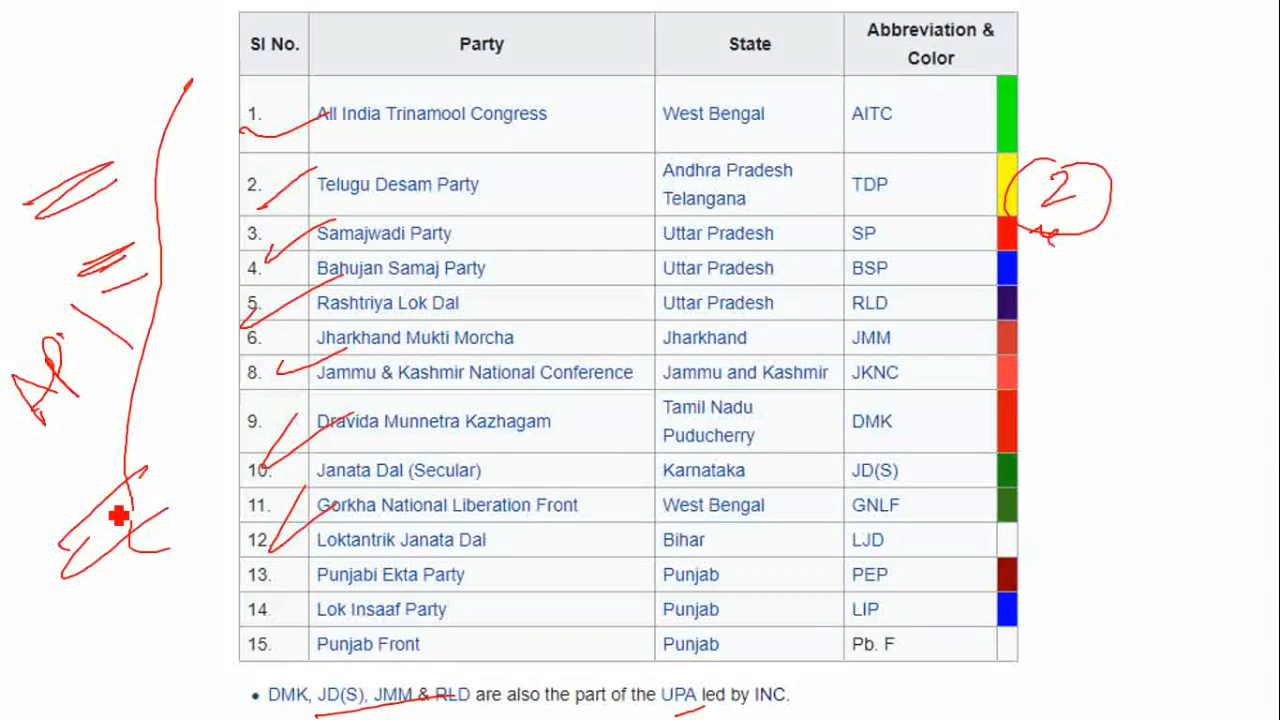 Sl No. Party State Abbreviation & Color
1. All India Trinamool Congress West Bengal AITC
2. Telugu Desam Party Andhra Pradesh Telangana TDP
2
3. Samajwadi Party Uttar Pradesh SP
4. Bahujan Samaj Party Uttar Pradesh BSP
5. Rashtriya Lok Dal Uttar Pradesh RLD
6. Jharkhand Mukti Morcha Jharkhand JMM
8. Jammu & Kashmir National Conference Jammu and Kashmir JKNC
AP
9. Dravida Munnetra Kazhagam Tamil Nadu Puducherry DMK
10. Janata Dal (Secular) Karnataka JD(S)
11. Gorkha National Liberation Front West Bengal GNLF
12. Loktantrik Janata Dal Bihar LJD
13. Punjabi Ekta Party Punjab PEP
14. Lok Insaaf Party Punjab LIP
15. Punjab Front Punjab Pb. F
• DMK, JD(S), JMM & RLD are also the part of the UPA led by INC.